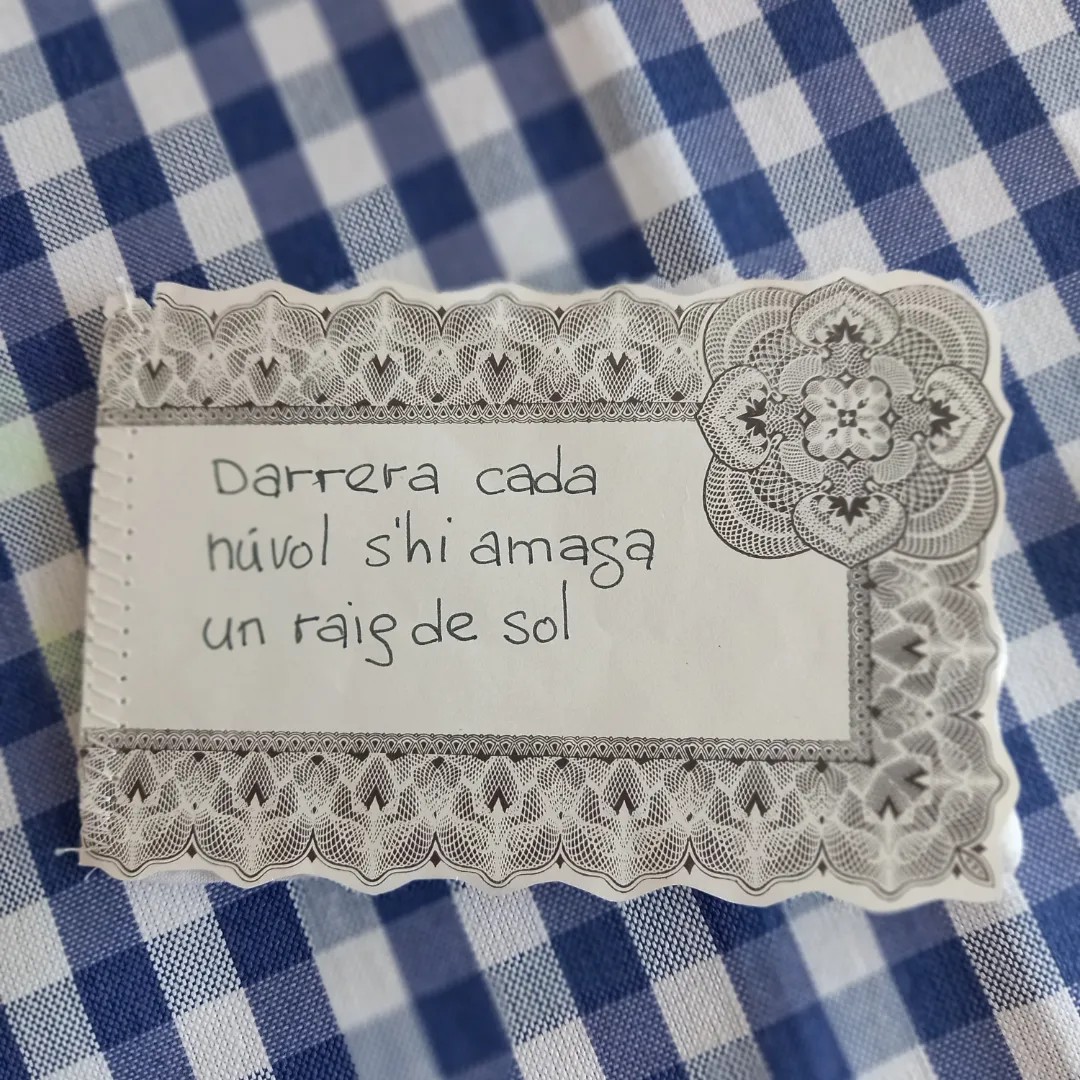 Darrera cada
núvol s'hi amaga
un raig de sol